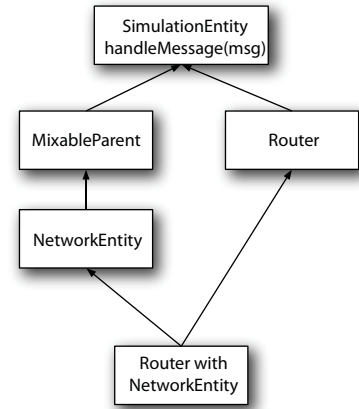 SimulationEntity
handleMessage(msg)
MixableParent
Router
NetworkEntity
Router with
NetworkEntity